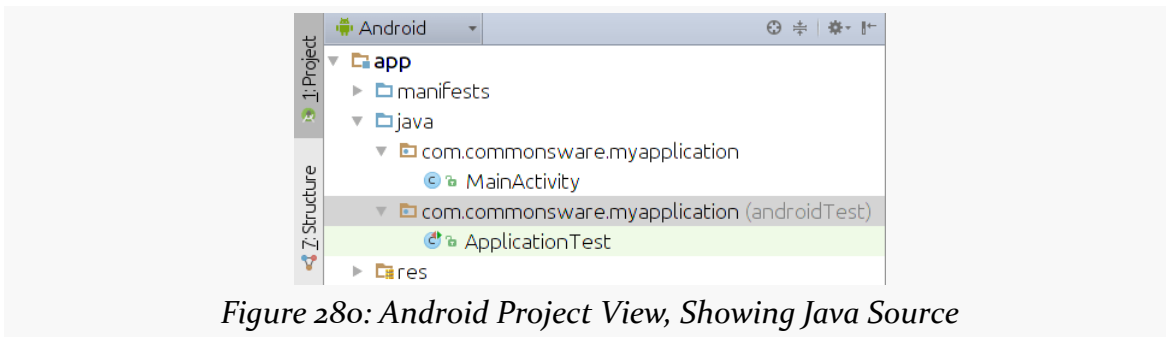 Android
1: Project
app
manifests
java
com.commonsware.myapplication
C MainActivity
com.commonsware.myapplication (androidTest)
C ApplicationTest
7: Structure
res
Figure 280: Android Project View, Showing Java Source